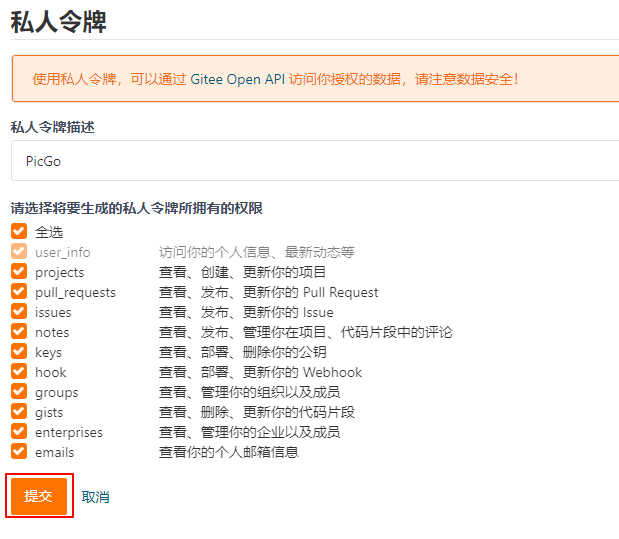 私人令牌
使用私人令牌，可以通过 Gitee Open API 访问你授权的数据，请注意数据安全！
私人令牌描述
PicGo
请选择将要生成的私人令牌所拥有的权限
全选
user_info 访问你的个人信息、最新动态等
projects 查看、创建、更新你的项目
pull_requests 查看、发布、更新你的 Pull Request
issues 查看、发布、更新你的 Issue
notes 查看、发布、管理你在项目、代码片段中的评论
keys 查看、部署、删除你的公钥
hook 查看、部署、更新你的 Webhook
groups 查看、管理你的组织以及成员
gists 查看、删除、更新你的代码片段
enterprises 查看、管理你的企业以及成员
emails 查看你的个人邮箱信息
提交 取消